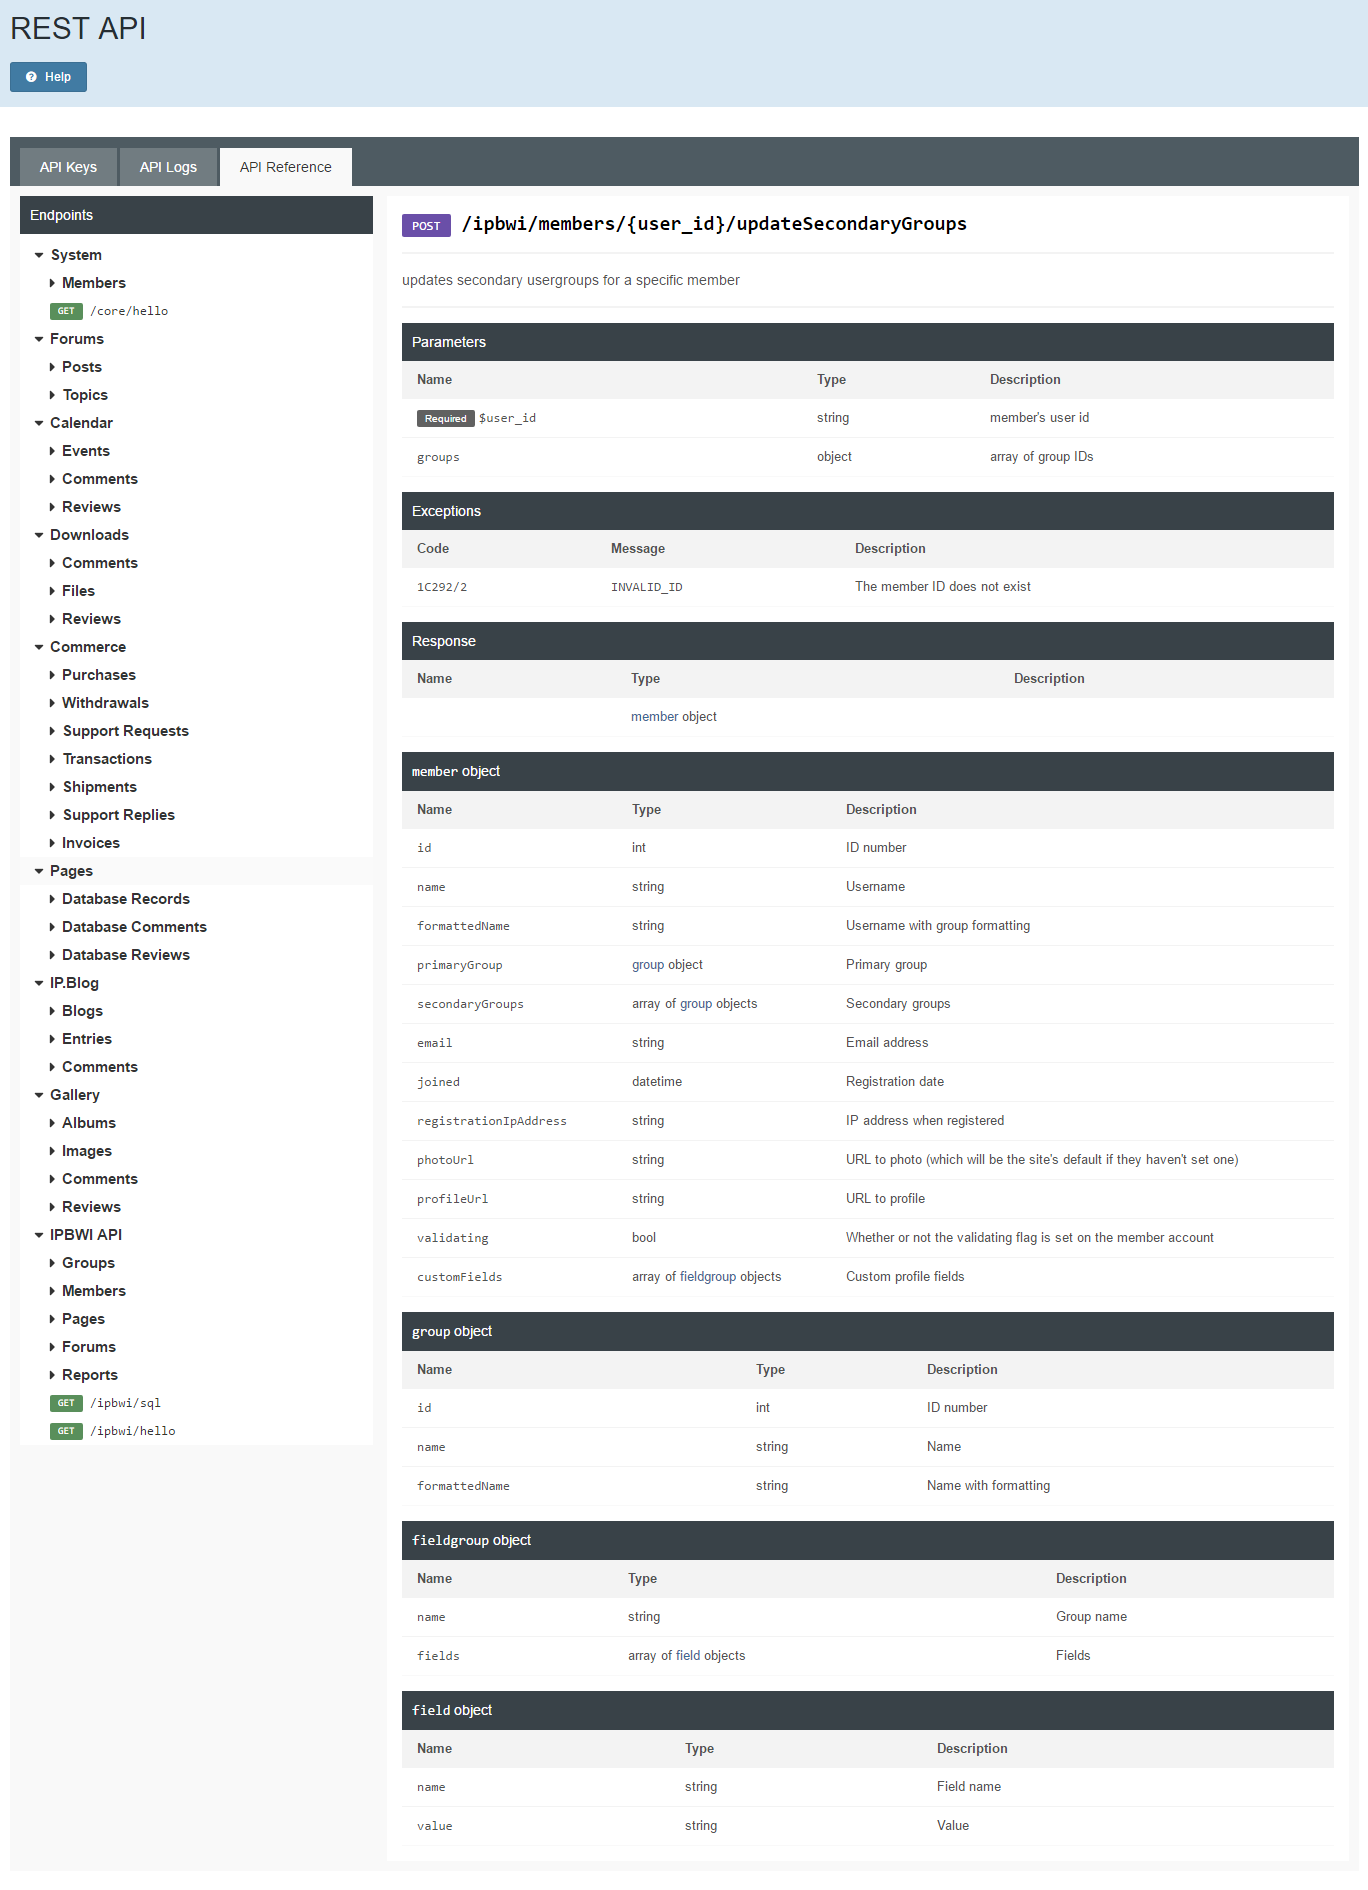 REST API
Help
API Keys
API Logs
API Reference
Endpoints
System
Members
GET /core/hello
Forums
Posts
Topics
Calendar
Events
Comments
Reviews
Downloads
Comments
Files
Reviews
Commerce
Purchases
Withdrawals
Support Requests
Transactions
Shipments
Support Replies
Invoices
Pages
Database Records
Database Comments
Database Reviews
IP.Blog
Blogs
Entries
Comments
Gallery
Albums
Images
Comments
Reviews
IPBWI API
Groups
Members
Pages
Forums
Reports
GET /ipbwi/sql
GET /ipbwi/hello
POST /ipbwi/members/{user_id}/updateSecondaryGroups
updates secondary usergroups for a specific member
Parameters
Name Type Description
Required $user_id string member's user id
groups object array of group IDs
Exceptions
Code Message Description
1C292/2 INVALID_ID The member ID does not exist
Response
Name Type Description
member object
member object
Name Type Description
id int ID number
name string Username
formattedName string Username with group formatting
primaryGroup group object Primary group
secondaryGroups array of group objects Secondary groups
email string Email address
joined datetime Registration date
registrationIpAddress string IP address when registered
photoUrl string URL to photo (which will be the site's default if they haven't set one)
profileUrl string URL to profile
validating bool Whether or not the validating flag is set on the member account
customFields array of fieldgroup objects Custom profile fields
group object
Name Type Description
id int ID number
name string Name
formattedName string Name with formatting
fieldgroup object
Name Type Description
name string Group name
fields array of field objects Fields
field object
Name Type Description
name string Field name
value string Value